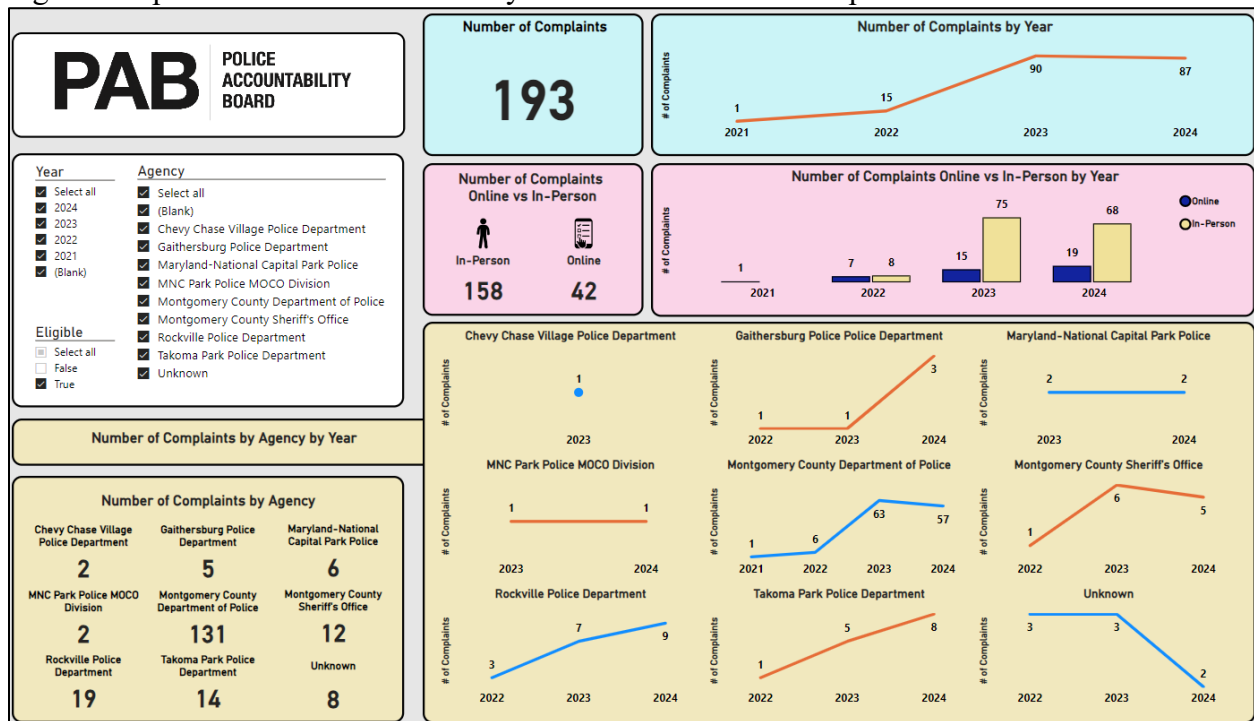 PAB
POLICE
ACCOUNTABILITY
BOARD
Year
Select all
2024
2023
2022
2021
(Blank)
Eligible
Select all
False
True
Agency
Select all
(Blank)
Chevy Chase Village Police Department
Gaithersburg Police Department
Maryland-National Capital Park Police
MNC Park Police MOCO Division
Montgomery County Department of Police
Montgomery County Sheriff's Office
Rockville Police Department
Takoma Park Police Department
Unknown
Number of Complaints
193
Number of Complaints by Year
# of Complaints
1
15
90
87
2021
2022
2023
2024
Number of Complaints
Online vs In-Person
In-Person
Online
158
42
Number of Complaints Online vs In-Person by Year
# of Complaints
1
7
8
15
75
19
68
2021
2022
2023
2024
Online
In-Person
Number of Complaints by Agency by Year
Number of Complaints by Agency
Chevy Chase Village
Police Department
2
Gaithersburg Police
Department
5
Maryland-National
Capital Park Police
6
MNC Park Police MOCO
Division
2
Montgomery County
Department of Police
131
Montgomery County
Sheriff's Office
12
Rockville Police
Department
19
Takoma Park Police
Department
14
Unknown
8
Chevy Chase Village Police Department
# of Complaints
1
2023
Gaithersburg Police Police Department
# of Complaints
1
1
3
2022
2023
2024
Maryland-National Capital Park Police
# of Complaints
2
2
2023
2024
MNC Park Police MOCO Division
# of Complaints
1
1
2023
2024
Montgomery County Department of Police
# of Complaints
1
6
63
57
2021
2022
2023
2024
Montgomery County Sheriff's Office
# of Complaints
1
6
5
2022
2023
2024
Rockville Police Department
# of Complaints
3
7
9
2022
2023
2024
Takoma Park Police Department
# of Complaints
1
5
8
2022
2023
2024
Unknown
# of Complaints
3
3
2
2022
2023
2024